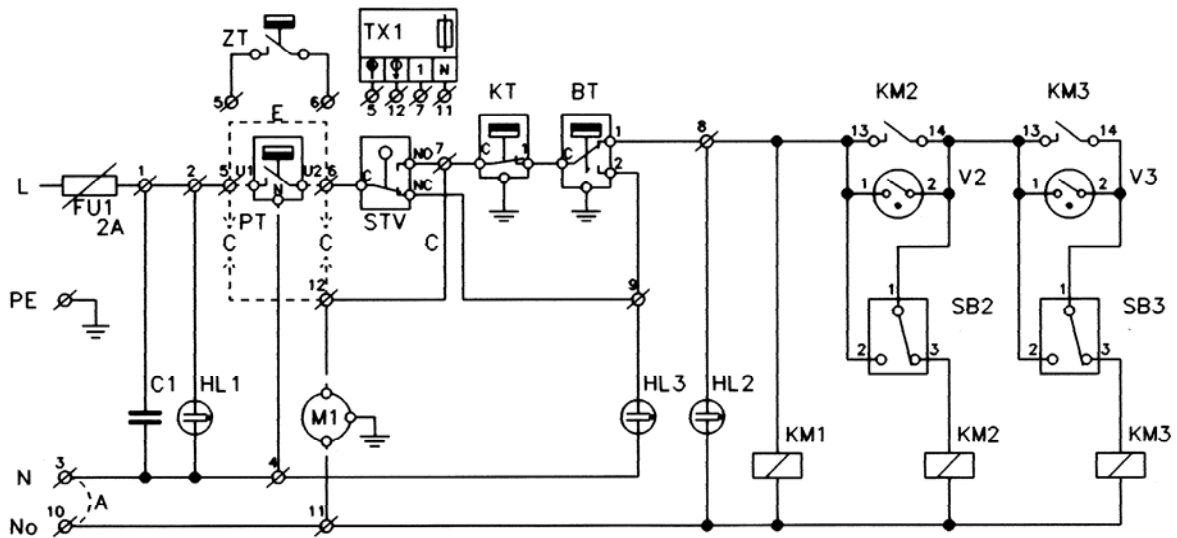 ZT
TX1
1 N
5 12 7 11
5 6
E
KT
BT
KM2
KM3
L
FU1
2A
1
2
5 U1 N U2 6
PT
C NO NC
STV
7
C 1
C 1 2
8
13 14
13 14
1 2
V2
1 2
V3
C
C
C
PE
12
9
1
2 3
SB2
1
2 3
SB3
C1
HL1
M1
HL3
HL2
KM1
KM2
KM3
N
3
4
A
No
10
11